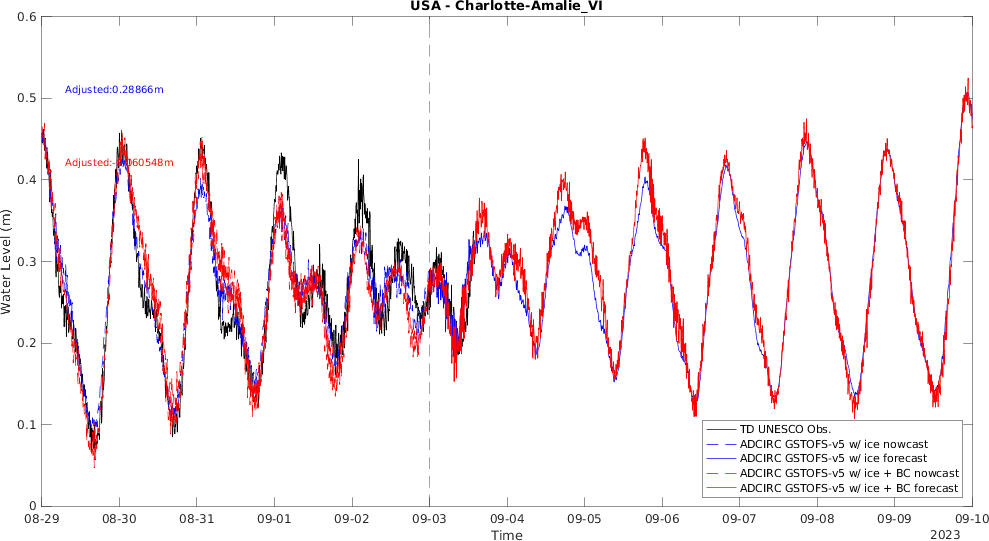 USA - Charlotte-Amalie_VI
0.6
0.5
0.4
0.3
0.2
0.1
0
Water Level (m)
Adjusted:0.28866m
TD UNESCO Obs.
ADCIRC GSTOFS-v5 w/ ice nowcast
ADCIRC GSTOFS-v5 w/ ice forecast
ADCIRC GSTOFS-v5 w/ ice + BC nowcast
ADCIRC GSTOFS-v5 w/ ice + BC forecast
08-29 08-30 08-31 09-01 09-02 09-03 09-04 09-05 09-06 09-07 09-08 09-09 09-10
Time
2023